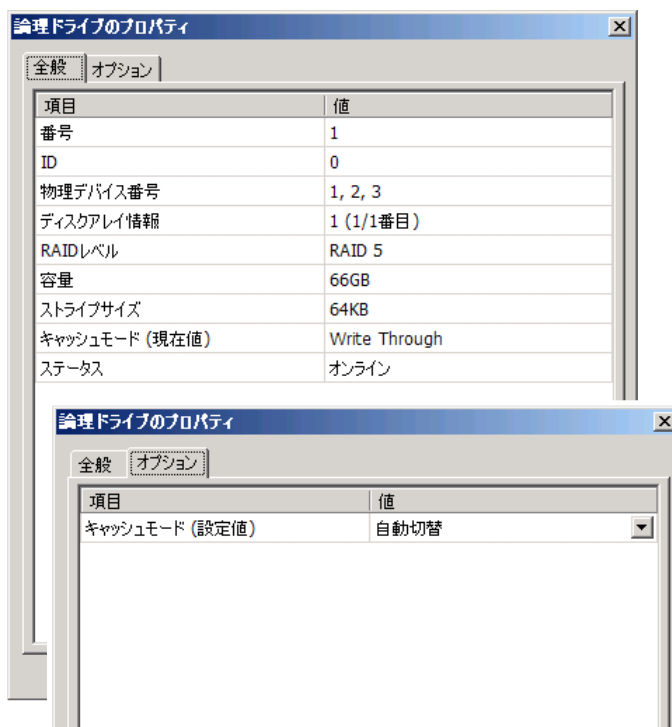 論理ドライブのプロパティ
全般 オプション
項目 値
番号 1
ID 0
物理デバイス番号 1, 2, 3
ディスクアレイ情報 1 (1/1番目)
RAIDレベル RAID 5
容量 66GB
ストライプサイズ 64KB
キャッシュモード (現在値) Write Through
ステータス オンライン
論理ドライブのプロパティ
全般 オプション
項目 値
キャッシュモード (設定値) 自動切替